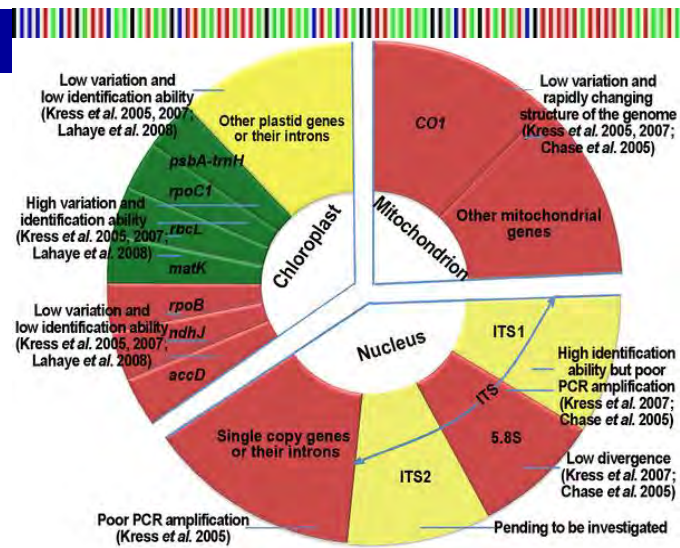 Low variation and
low identification ability
(Kress et al. 2005, 2007;
Lahaye et al. 2008)
Other plastid genes
or their introns
CO1
Low variation and
rapidly changing
structure of the genome
(Kress et al. 2005, 2007;
Chase et al. 2005)
psbA-trnH
rpoC1
High variation and
identification ability
(Kress et al. 2005, 2007;
Lahaye et al. 2008)
rbcL
matK
Chloroplast
Mitochondrion
Other mitochondrial
genes
Low variation and
low identification ability
(Kress et al. 2005, 2007;
Lahaye et al. 2008)
rpoB
ndhJ
accD
Nucleus
ITS1
High identification
ability but poor
PCR amplification
(Kress et al. 2007;
Chase et al. 2005)
ITS
5.8S
Single copy genes
or their introns
ITS2
Low divergence
(Kress et al. 2007;
Chase et al. 2005)
Poor PCR amplification
(Kress et al. 2005)
Pending to be investigated